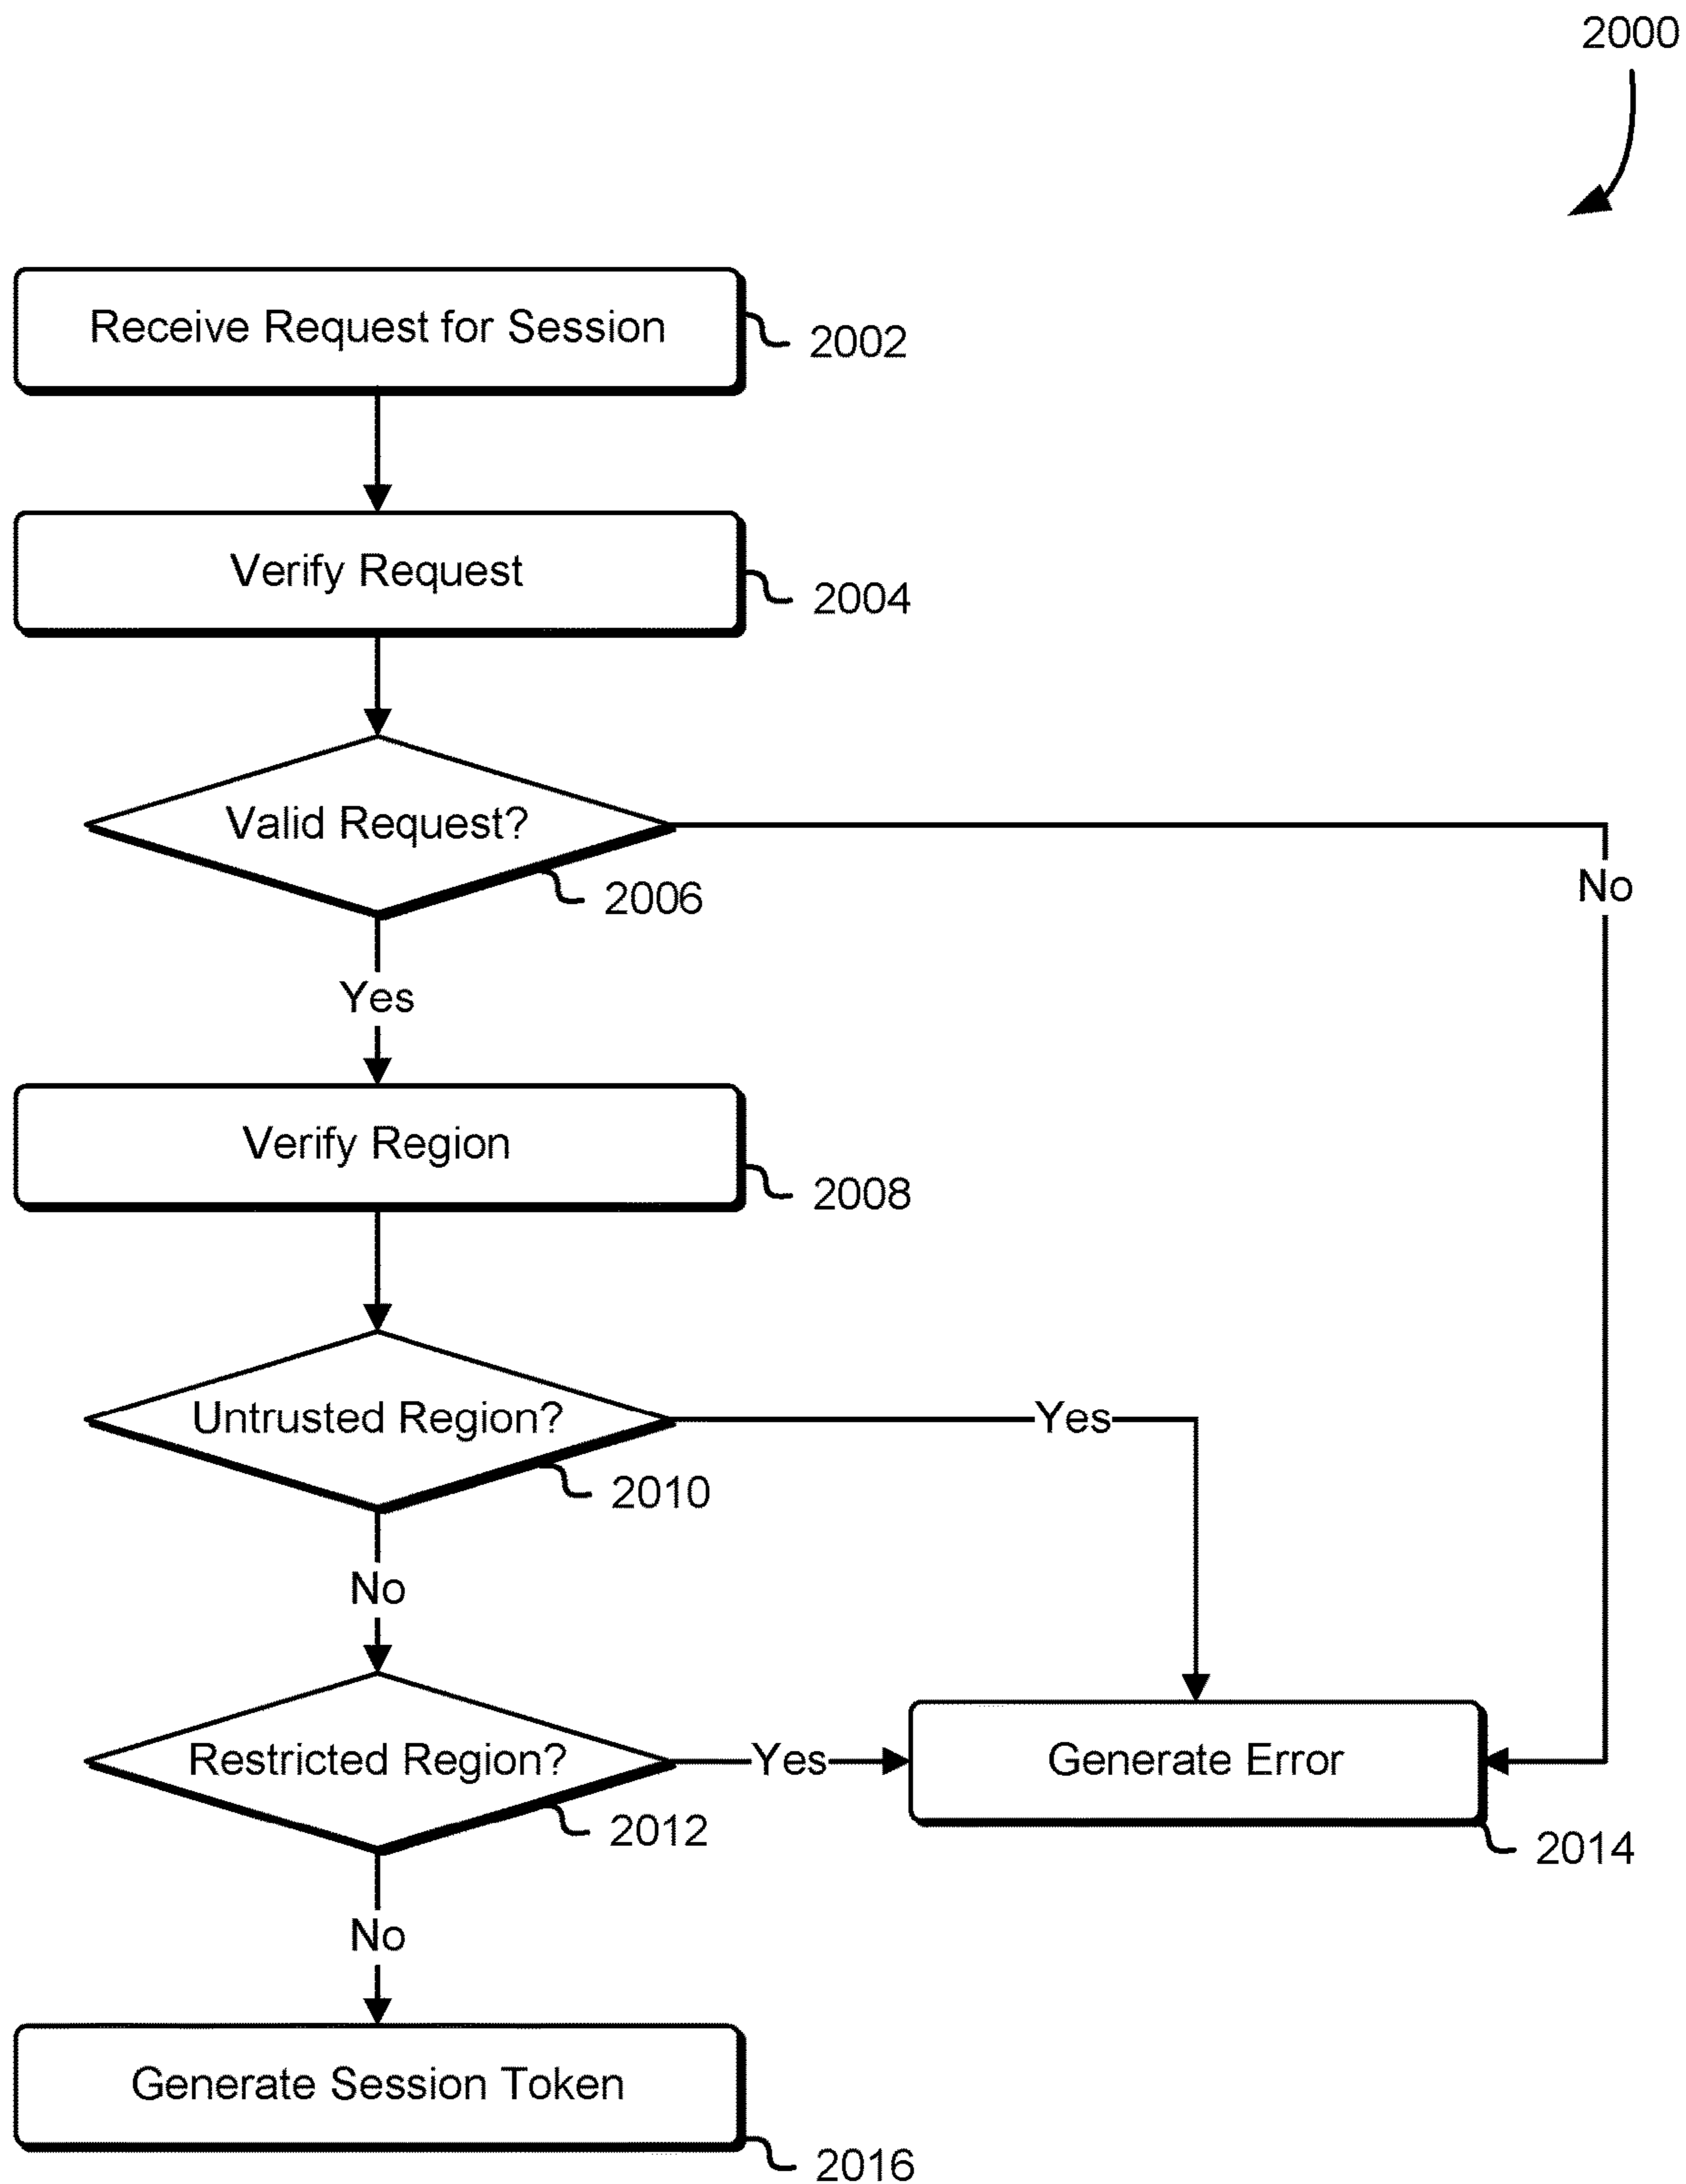 2000
Receive Request for Session
2002
Verify Request
2004
Valid Request?
2006
No
Yes
Verify Region
2008
Untrusted Region?
Yes
2010
No
Restricted Region?
Yes
Generate Error
2012
2014
No
Generate Session Token
2016